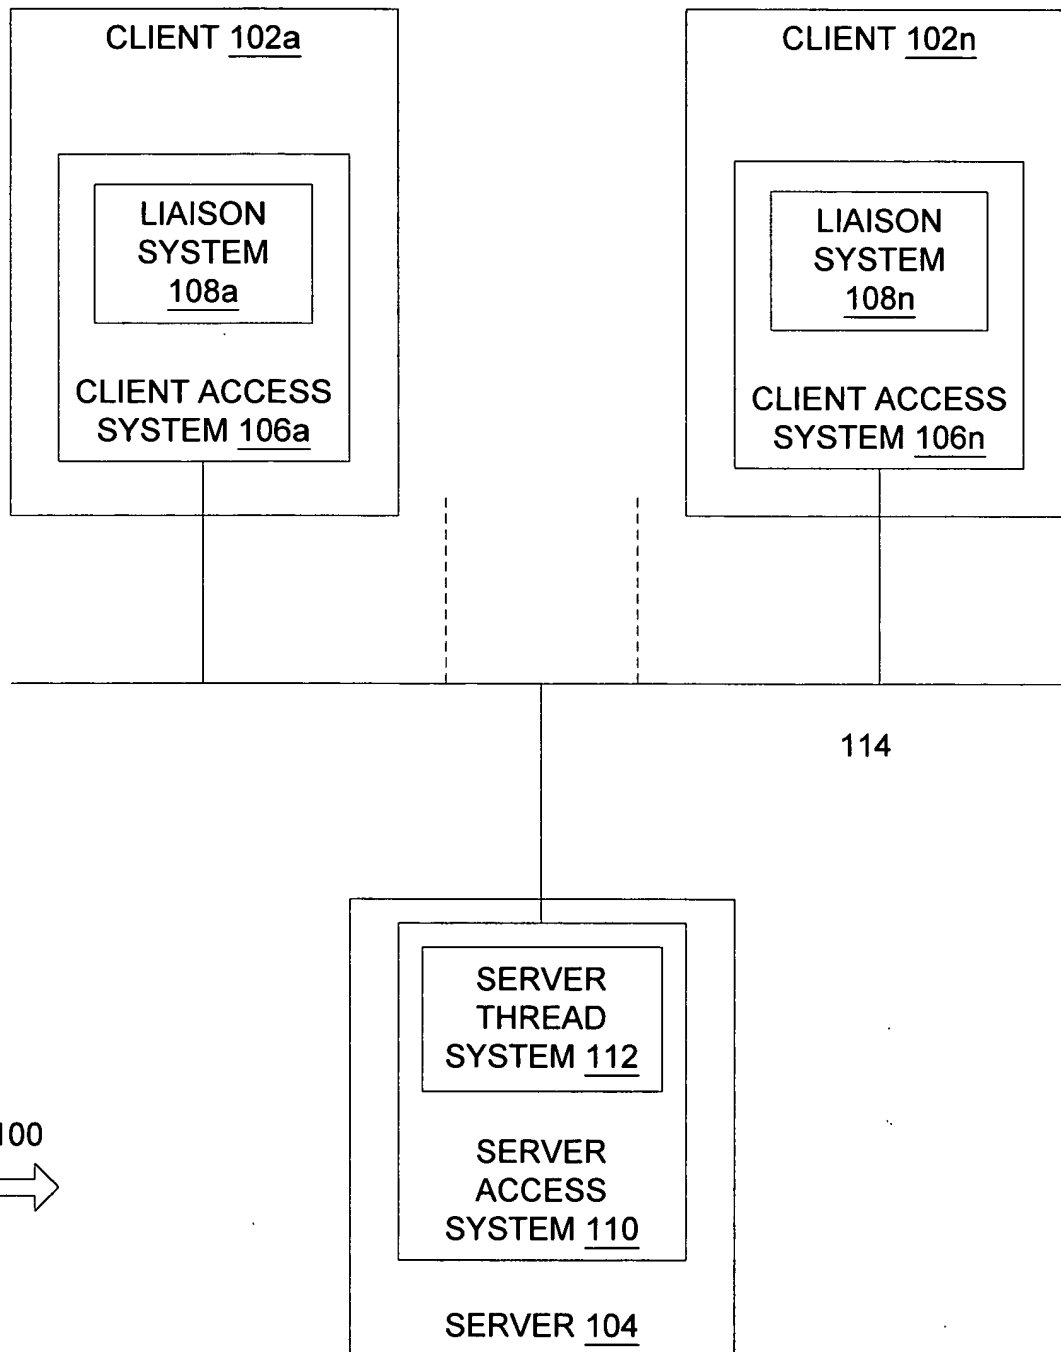 CLIENT 102a
LIAISON
SYSTEM
108a
CLIENT ACCESS
SYSTEM 106a
CLIENT 102n
LIAISON
SYSTEM
108n
CLIENT ACCESS
SYSTEM 106n
114
SERVER
THREAD
SYSTEM 112
SERVER
ACCESS
SYSTEM 110
SERVER 104
100